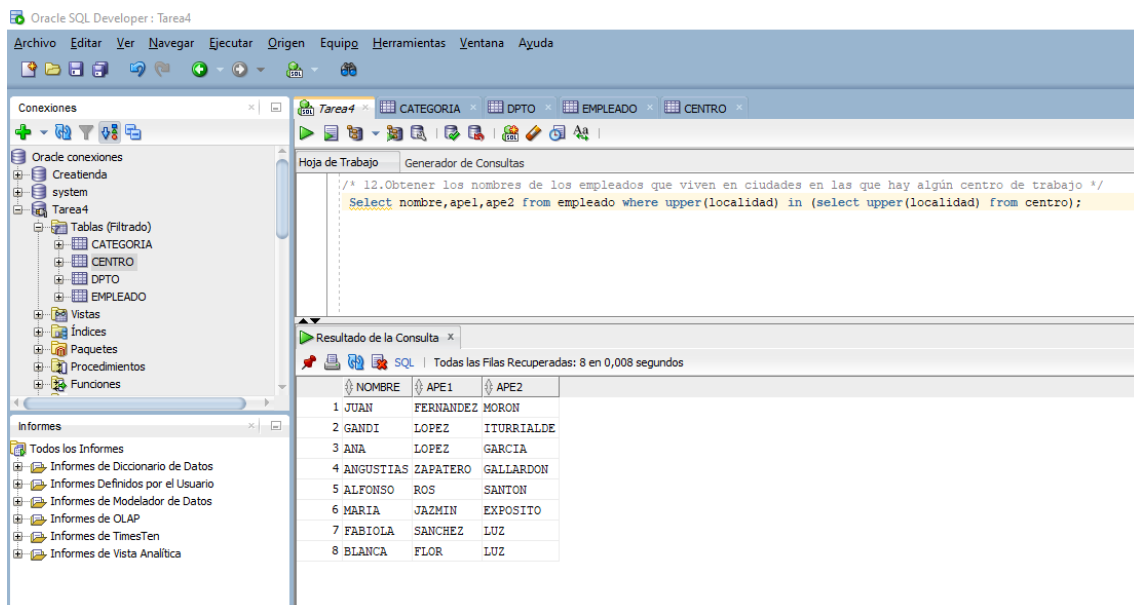 Oracle SQL Developer : Tarea4
Archivo Editar Ver Navegar Ejecutar Origen Equipo Herramientas Ventana Ayuda
Conexiones
Oracle conexiones
Creatienda
system
Tarea4
Tablas (Filtrado)
CATEGORIA
CENTRO
DPTO
EMPLEADO
Vistas
Índices
Paquetes
Procedimientos
Funciones
Informes
Todos los Informes
Informes de Diccionario de Datos
Informes Definidos por el Usuario
Informes de Modelador de Datos
Informes de OLAP
Informes de TimesTen
Informes de Vista Analítica
Tarea4 CATEGORIA DPTO EMPLEADO CENTRO
Hoja de Trabajo Generador de Consultas
/* 12.Obtener los nombres de los empleados que viven en ciudades en las que hay algún centro de trabajo */
Select nombre,ape1,ape2 from empleado where upper(localidad) in (select upper(localidad) from centro);
Resultado de la Consulta x
SQL | Todas las Filas Recuperadas: 8 en 0,008 segundos
NOMBRE APE1 APE2
1 JUAN FERNANDEZ MORON
2 GANDI LOPEZ ITURRIALDE
3 ANA LOPEZ GARCIA
4 ANGUSTIAS ZAPATERO GALLARDON
5 ALFONSO ROS SANTON
6 MARIA JAZMIN EXPOSITO
7 FABIOLA SANCHEZ LUZ
8 BLANCA FLOR LUZ